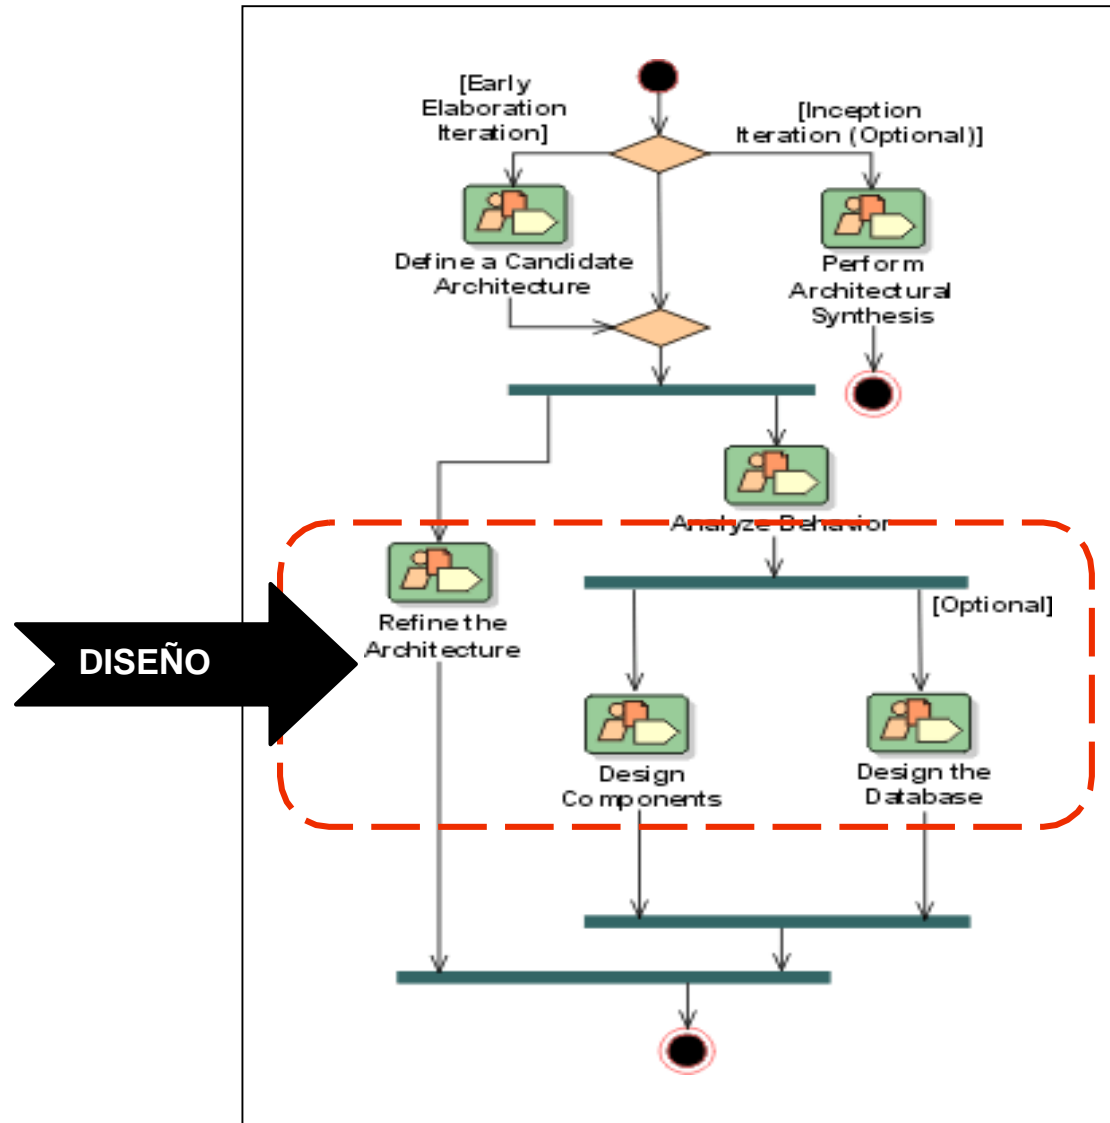 [Early
Elaboration
Iteration]
[Inception
Iteration (Optional)]
Define a Candidate
Architecture
Perform
Architectural
Synthesis
Analyze Behavior
Refine the
Architecture
[Optional]
DISEÑO
Design
Components
Design the
Database